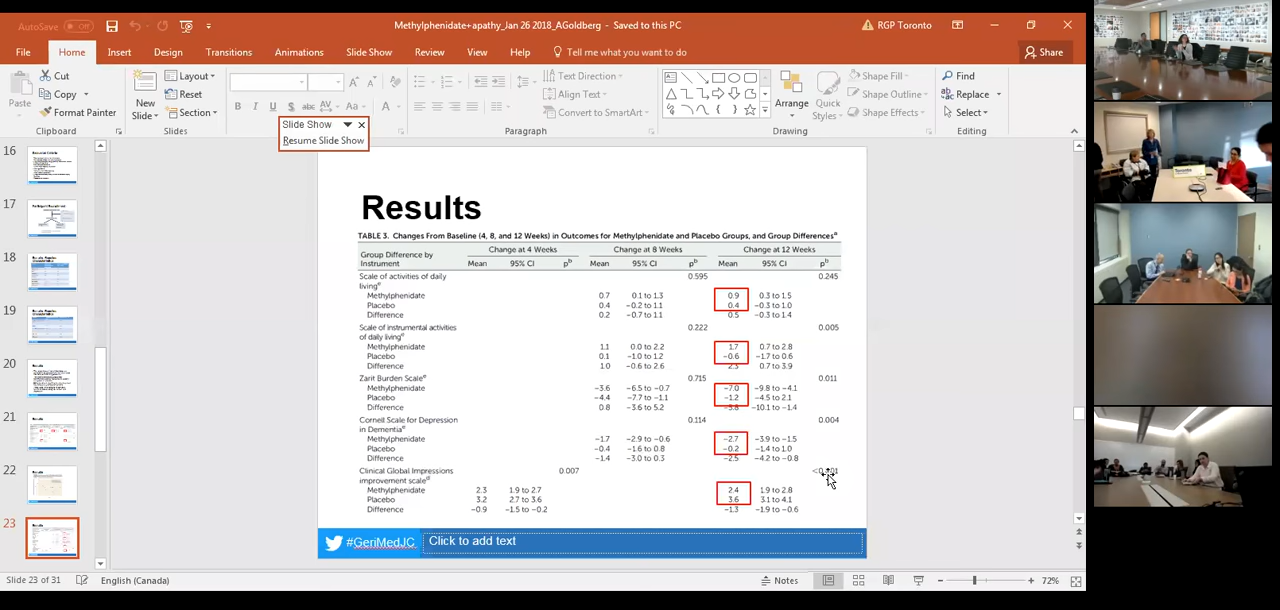 AutoSave Off
Methylphenidate+apathy_Jan 26 2018_AGoldberg - Saved to this PC
RGP Toronto
File Home Insert Design Transitions Animations Slide Show Review View Help Tell me what you want to do Share
Paste
Cut
Copy
Format Painter
Clipboard
New Slide
Layout
Reset
Section
Slides
B I U S abc AV Aa A
Paragraph
Text Direction
Align Text
Convert to SmartArt
Arrange
Quick Styles
Shape Fill
Shape Outline
Shape Effects
Drawing
Find
Replace
Select
Editing
Slide Show
Resume Slide Show
16
17
18
19
20
21
22
23
Results
TABLE 3. Changes From Baseline (4, 8, and 12 Weeks) in Outcomes for Methylphenidate and Placebo Groups, and Group Differencesa
Group Difference by Instrument Change at 4 Weeks Change at 8 Weeks Change at 12 Weeks
Mean 95% CI pb Mean 95% CI pb Mean 95% CI pb
Scale of activities of daily living 0.595 0.245
Methylphenidate 0.7 0.1 to 1.3 0.9 0.3 to 1.5
Placebo 0.4 −0.2 to 1.1 0.4 −0.3 to 1.0
Difference 0.2 −0.7 to 1.1 0.5 −0.3 to 1.4
Scale of instrumental activities of daily living 0.222 0.005
Methylphenidate 1.1 0.0 to 2.2 1.7 0.7 to 2.8
Placebo 0.1 −1.0 to 1.2 −0.6 −1.7 to 0.6
Difference 1.0 −0.6 to 2.6 2.3 0.7 to 3.9
Zarit Burden Scale 0.715 0.011
Methylphenidate −3.6 −6.5 to −0.7 −7.0 −9.8 to −4.1
Placebo −4.4 −7.7 to −1.1 −1.2 −4.5 to 2.1
Difference 0.8 −3.6 to 5.2 −5.8 −10.1 to −1.4
Cornell Scale for Depression in Dementia 0.114 0.004
Methylphenidate −1.7 −2.9 to −0.6 −2.7 −3.9 to −1.5
Placebo −0.4 −1.6 to 0.8 −0.2 −1.4 to 1.0
Difference −1.4 −3.0 to 0.3 −2.5 −4.2 to −0.8
Clinical Global Impressions improvement scale 0.007
Methylphenidate 2.3 1.9 to 2.7 2.4 1.9 to 2.8
Placebo 3.2 2.7 to 3.6 3.6 3.1 to 4.1
Difference −0.9 −1.5 to −0.2 −1.3 −1.9 to −0.6
#GeriMedJC
Click to add text
Slide 23 of 31 English (Canada) Notes 72%
Toronto